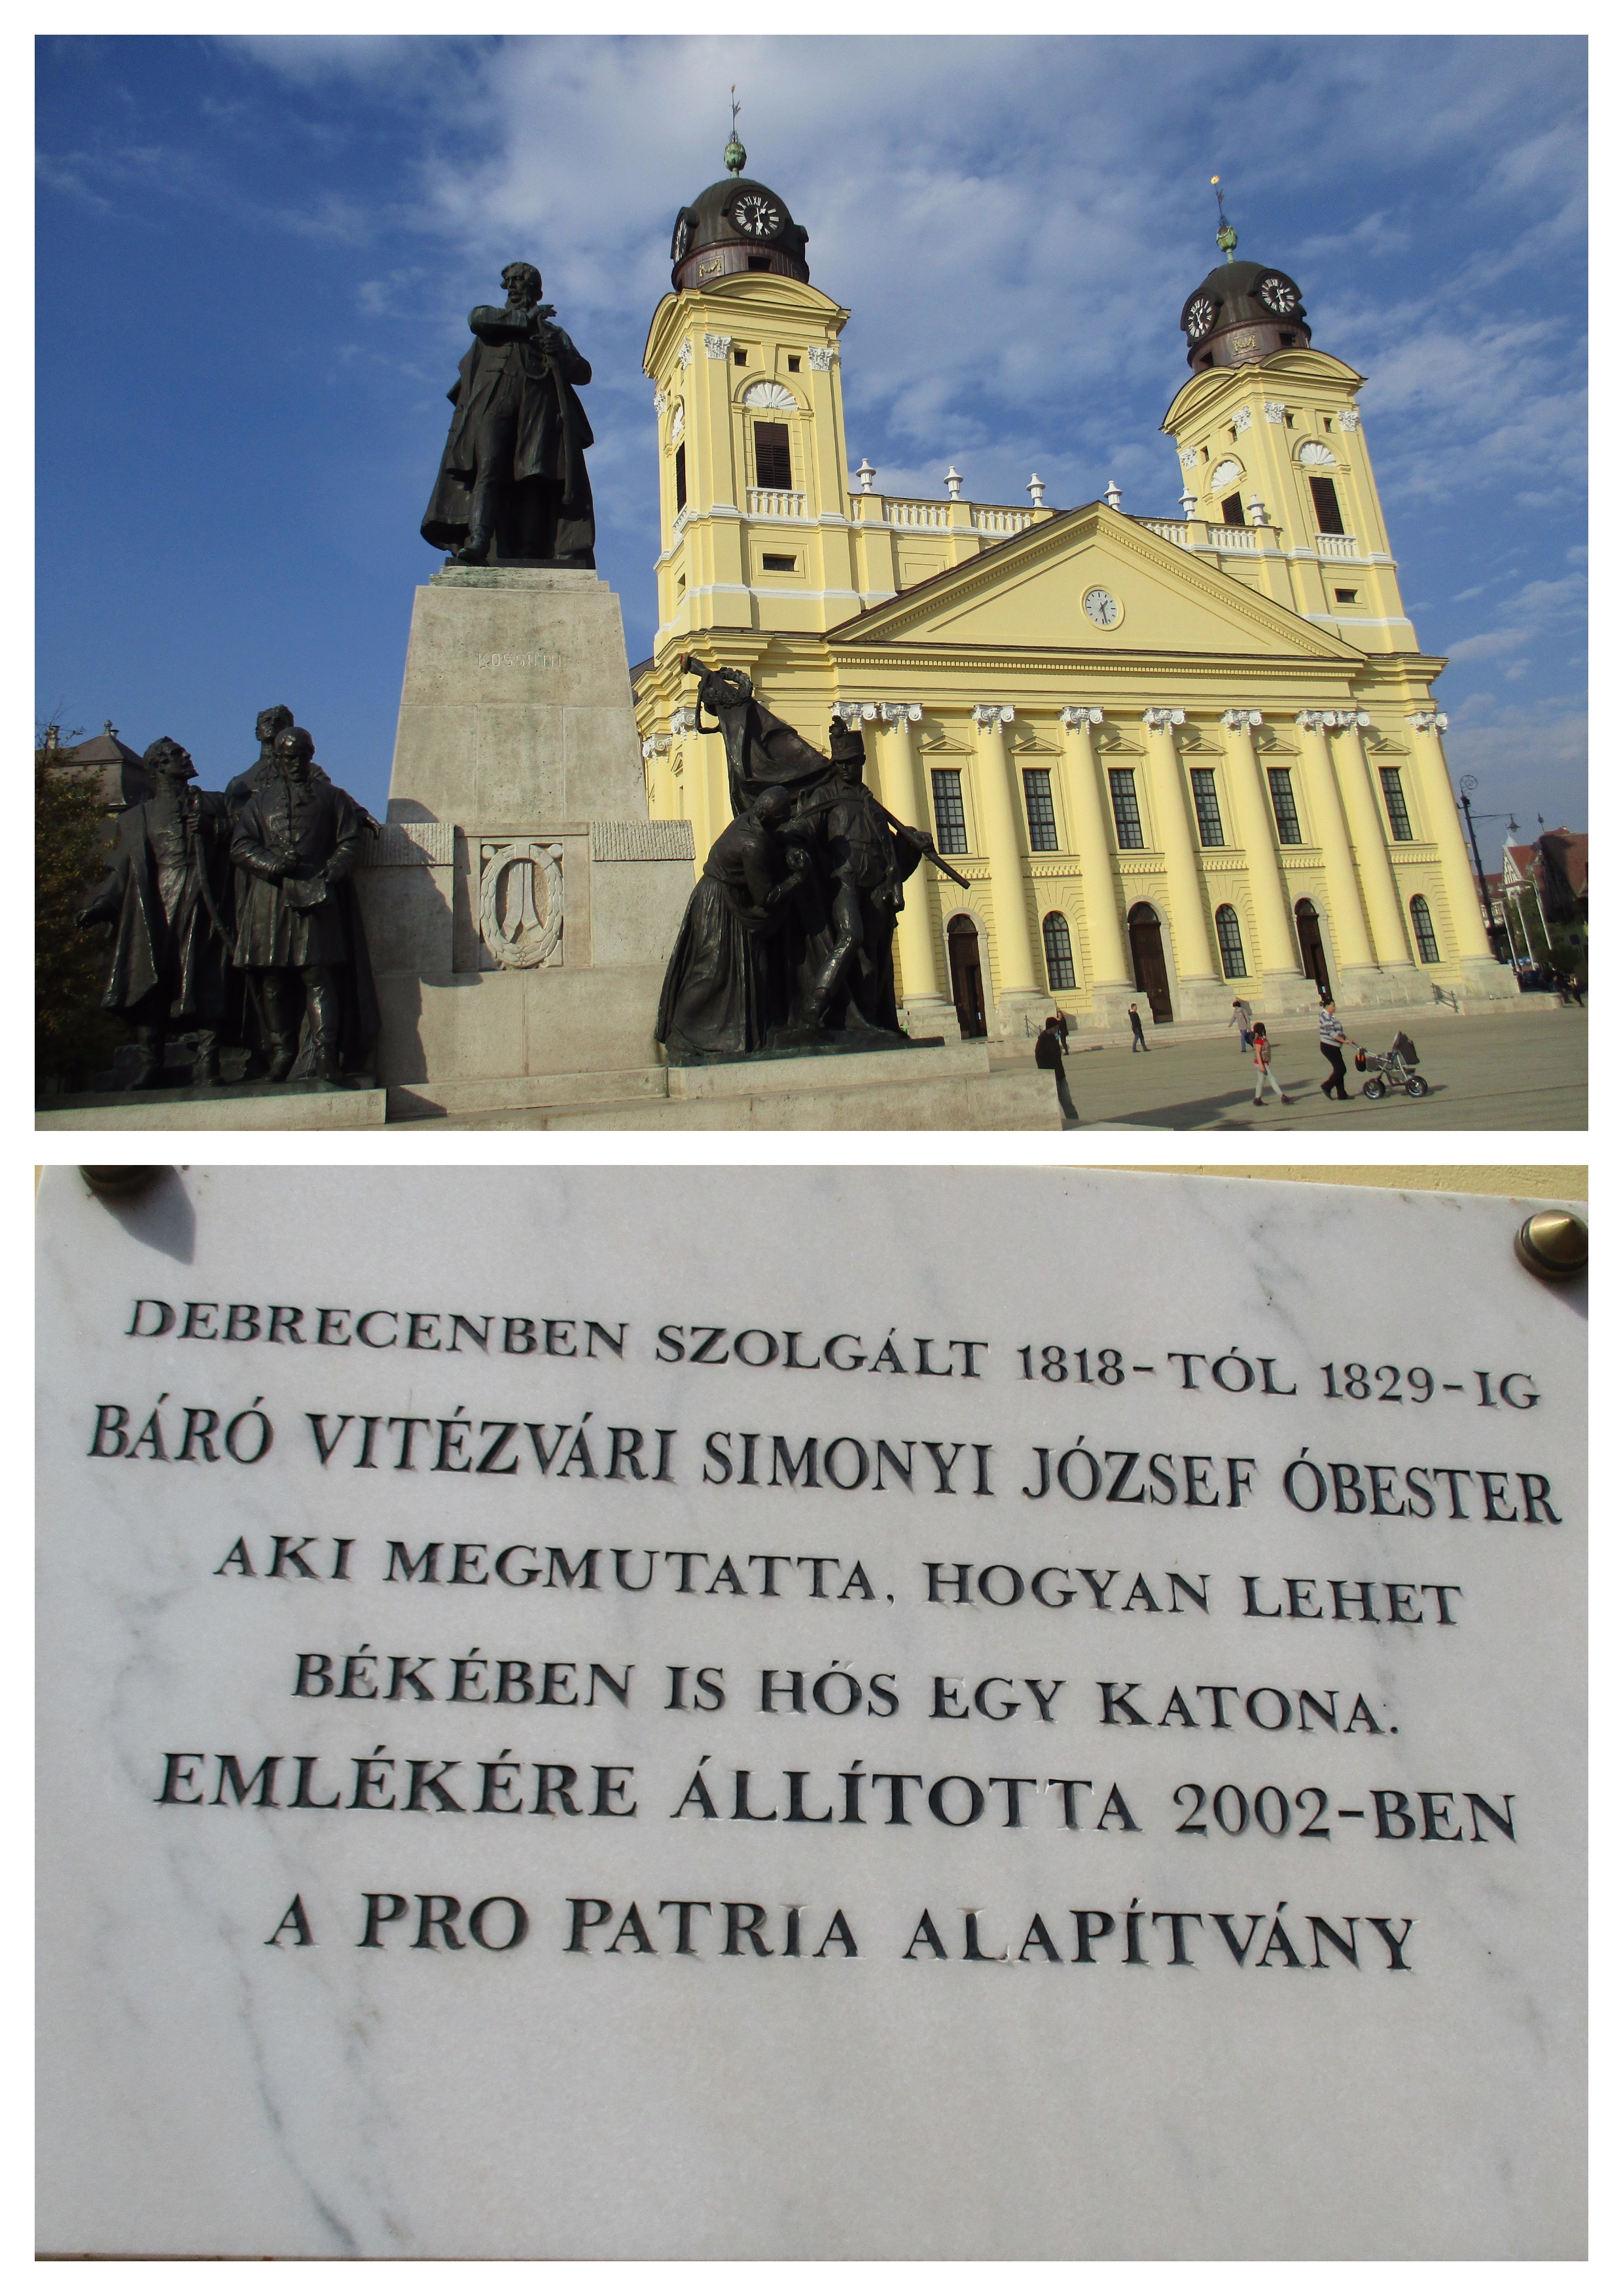 KOSSUTH
DEBRECENBEN SZOLGÁLT 1818-TÓL 1829-IG
BÁRÓ VITÉZVÁRI SIMONYI JÓZSEF ÓBESTER
AKI MEGMUTATTA, HOGYAN LEHET
BÉKÉBEN IS HŐS EGY KATONA.
EMLÉKÉRE ÁLLÍTOTTA 2002-BEN
A PRO PATRIA ALAPÍTVÁNY